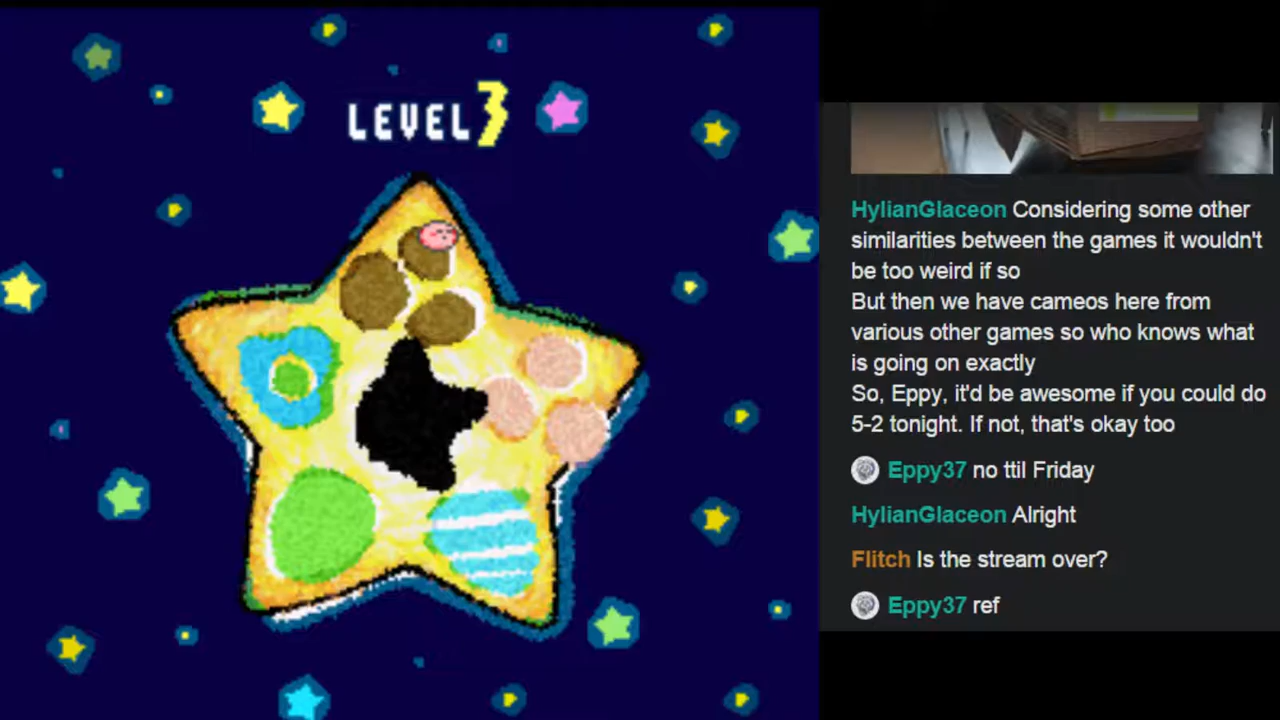 LEVEL 3
HylianGlaceon Considering some other
similarities between the games it wouldn't
be too weird if so
But then we have cameos here from
various other games so who knows what
is going on exactly
So, Eppy, it'd be awesome if you could do
5-2 tonight. If not, that's okay too
Eppy37 no ttil Friday
HylianGlaceon Alright
Flitch Is the stream over?
Eppy37 ref